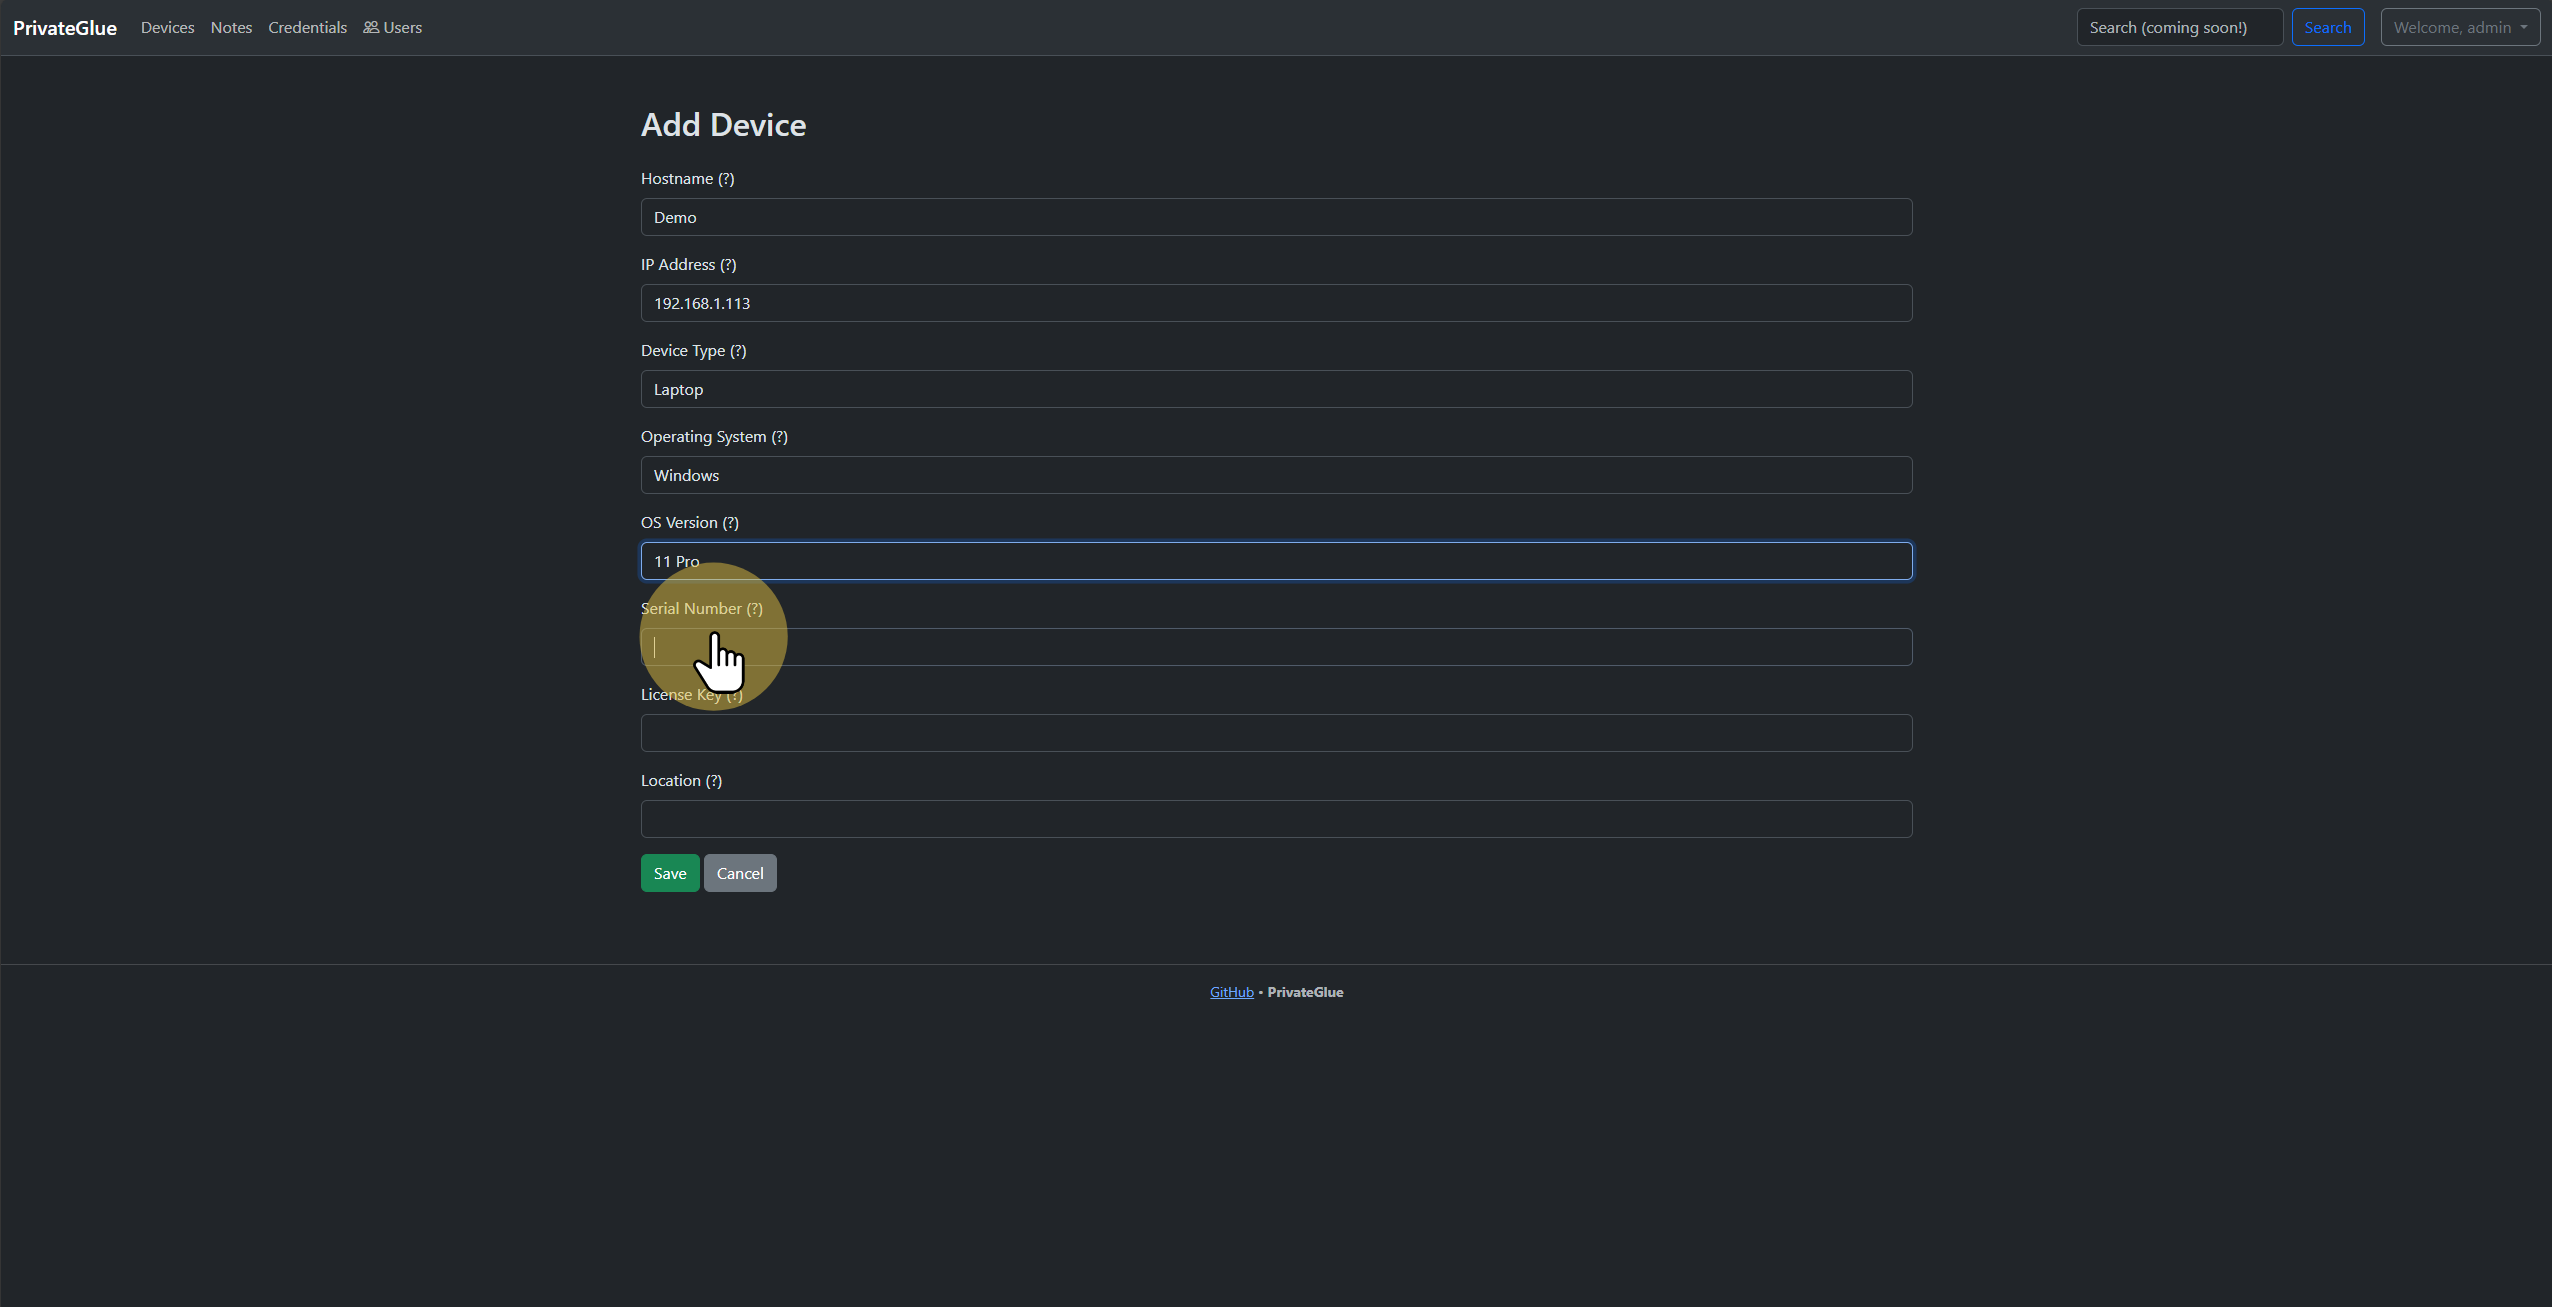 PrivateGlue Devices Notes Credentials Users Search (coming soon!) Search Welcome, admin
Add Device
Hostname (?)
Demo
IP Address (?)
192.168.1.113
Device Type (?)
Laptop
Operating System (?)
Windows
OS Version (?)
11 Pro
Serial Number (?)
License Key (?)
Location (?)
Save Cancel
GitHub • PrivateGlue